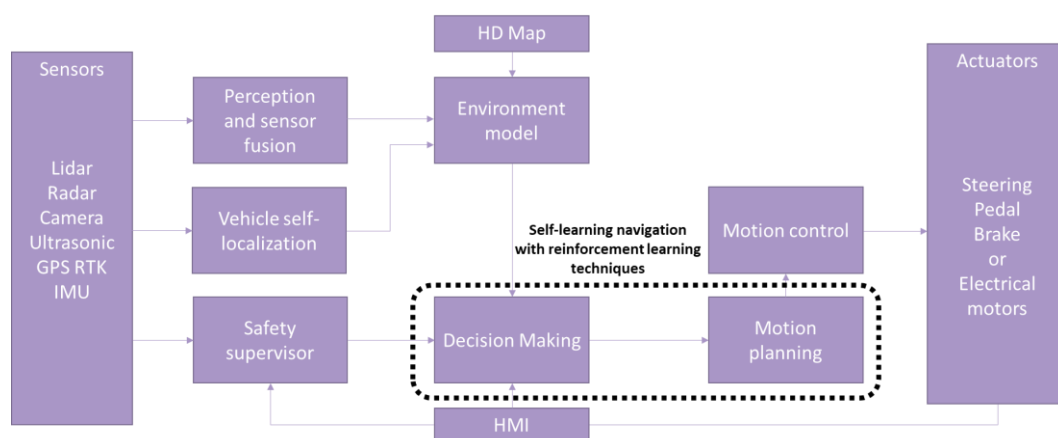 Sensors
Lidar
Radar
Camera
Ultrasonic
GPS RTK
IMU
Perception
and sensor
fusion
Vehicle self-
localization
Safety
supervisor
HD Map
Environment
model
Self-learning navigation
with reinforcement learning
techniques
Decision Making
Motion
planning
Motion control
HMI
Actuators
Steering
Pedal
Brake
or
Electrical
motors